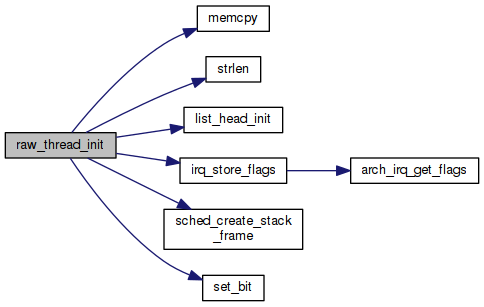 memcpy
strlen
list_head_init
raw_thread_init
irq_store_flags
arch_irq_get_flags
sched_create_stack
_frame
set_bit